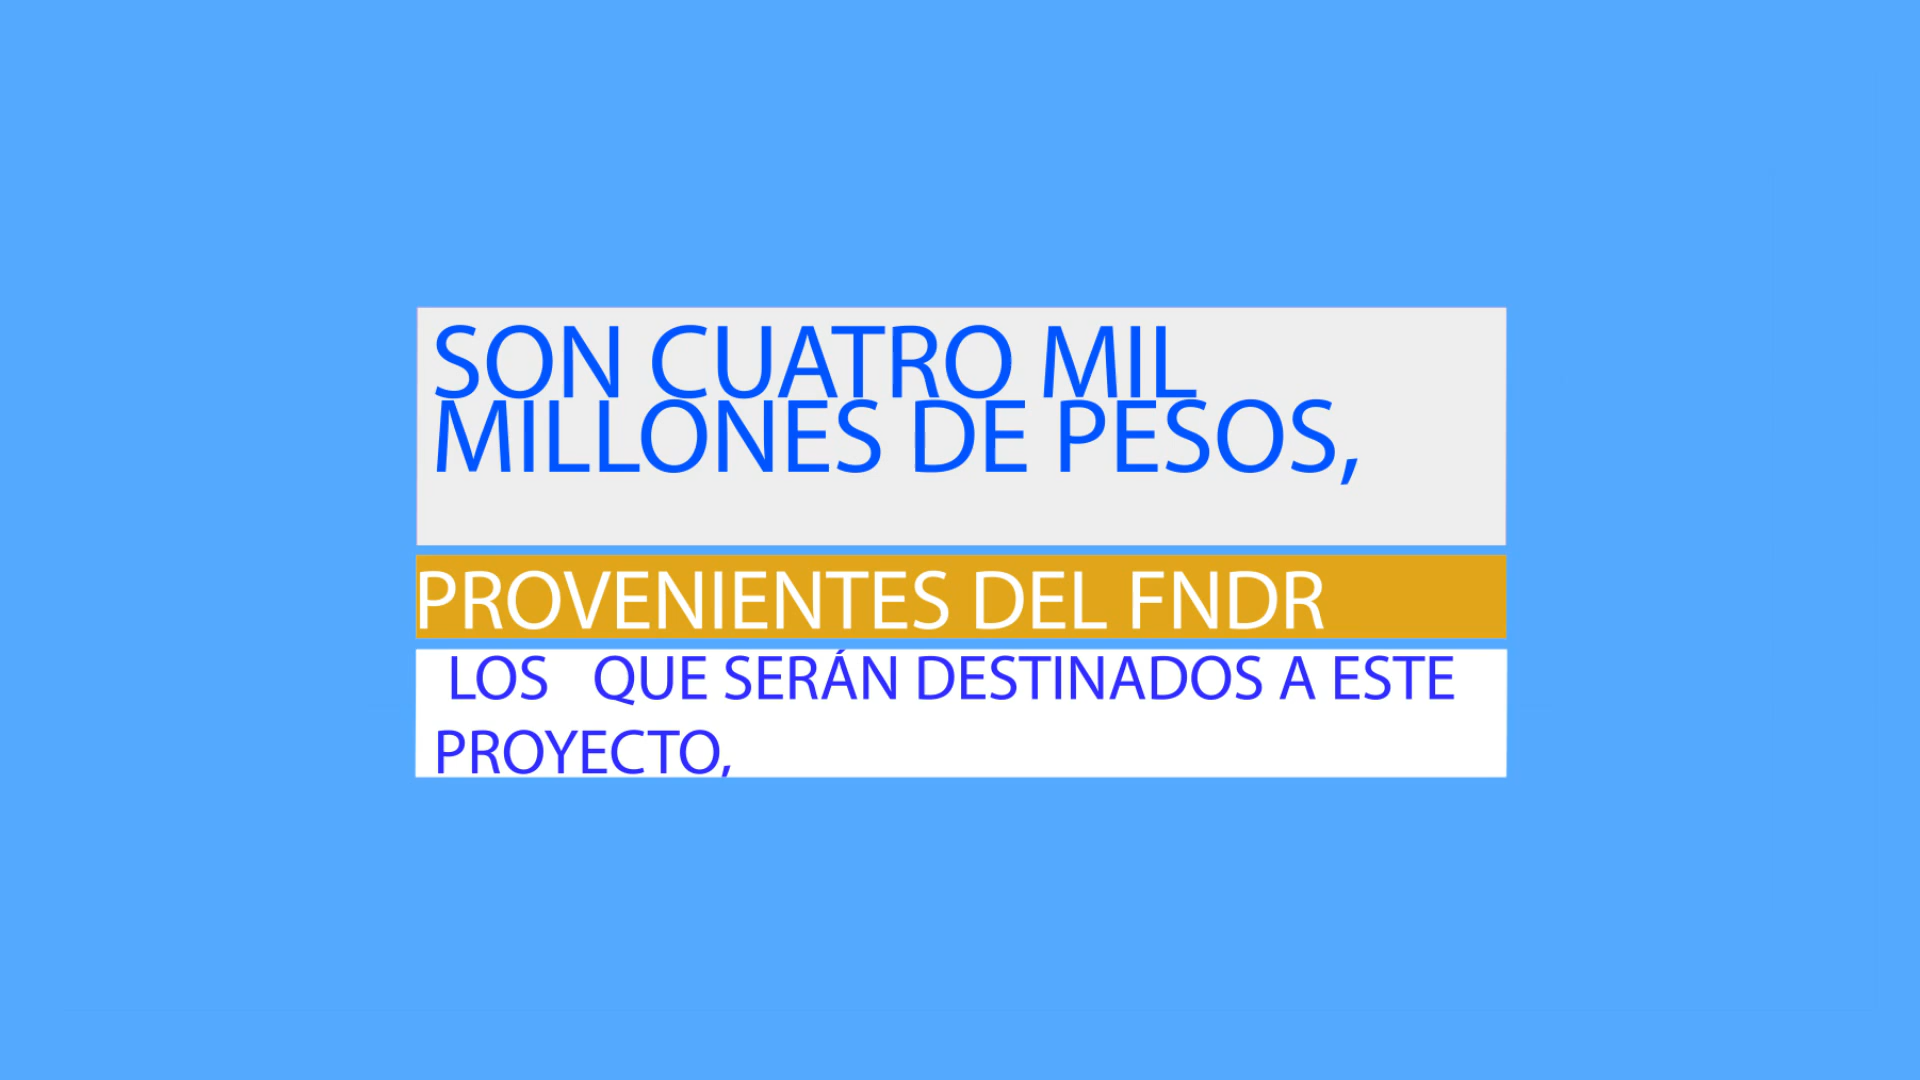 SON CUATRO MIL
MILLONES DE PESOS,
PROVENIENTES DEL FNDR
LOS QUE SERÁN DESTINADOS A ESTE
PROYECTO,